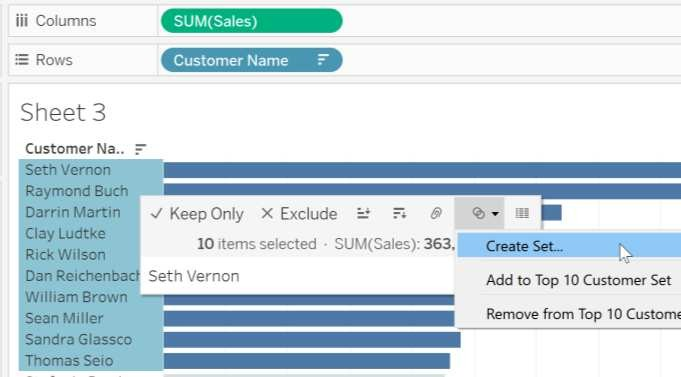 Columns SUM(Sales)
Rows Customer Name
Sheet 3
Customer Na..
Seth Vernon
Raymond Buch
Darrin Martin
Clay Ludtke
Rick Wilson
Dan Reichenbach
William Brown
Sean Miller
Sandra Glassco
Thomas Seio
Keep Only Exclude
10 items selected · SUM(Sales): 363,
Seth Vernon
Create Set...
Add to Top 10 Customer Set
Remove from Top 10 Custome